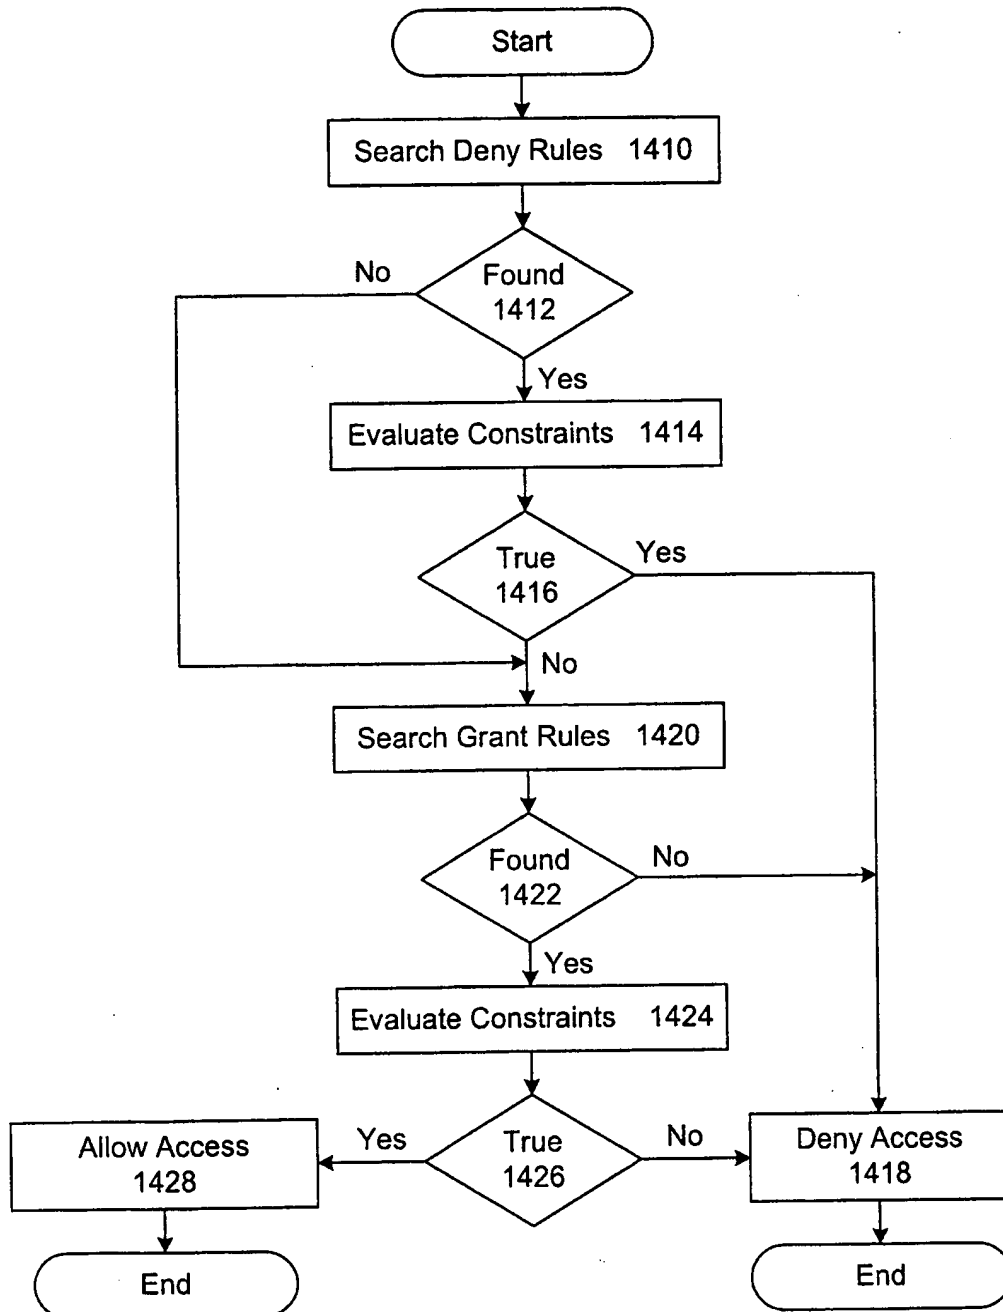 Start
Search Deny Rules 1410
No
Found
1412
Yes
Evaluate Constraints 1414
True
1416
Yes
No
Search Grant Rules 1420
Found
1422
No
Yes
Evaluate Constraints 1424
Allow Access
1428
Yes
True
1426
No
Deny Access
1418
End
End